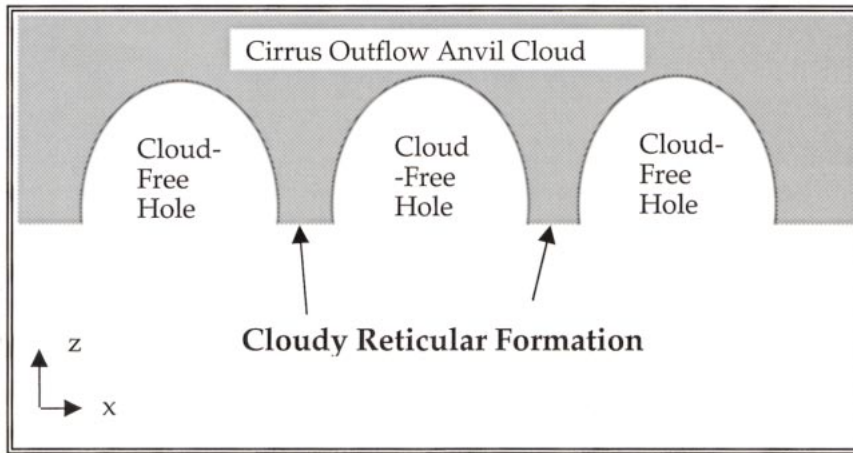 Cirrus Outflow Anvil Cloud
Cloud-
Free
Hole
Cloud
-Free
Hole
Cloud-
Free
Hole
Cloudy Reticular Formation
z
x